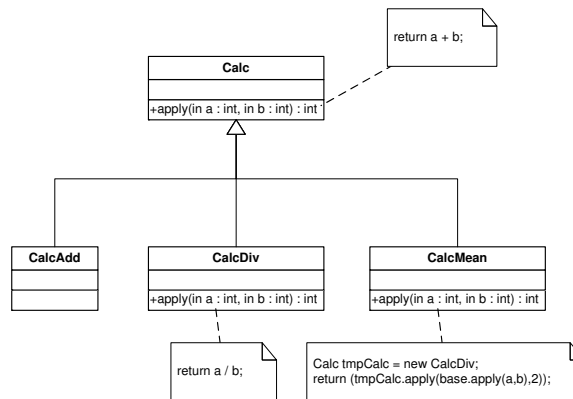 return a + b;
Calc
+apply(in a : int, in b : int) : int
CalcAdd
CalcDiv
+apply(in a : int, in b : int) : int
CalcMean
+apply(in a : int, in b : int) : int
return a / b;
Calc tmpCalc = new CalcDiv;
return (tmpCalc.apply(base.apply(a,b),2));